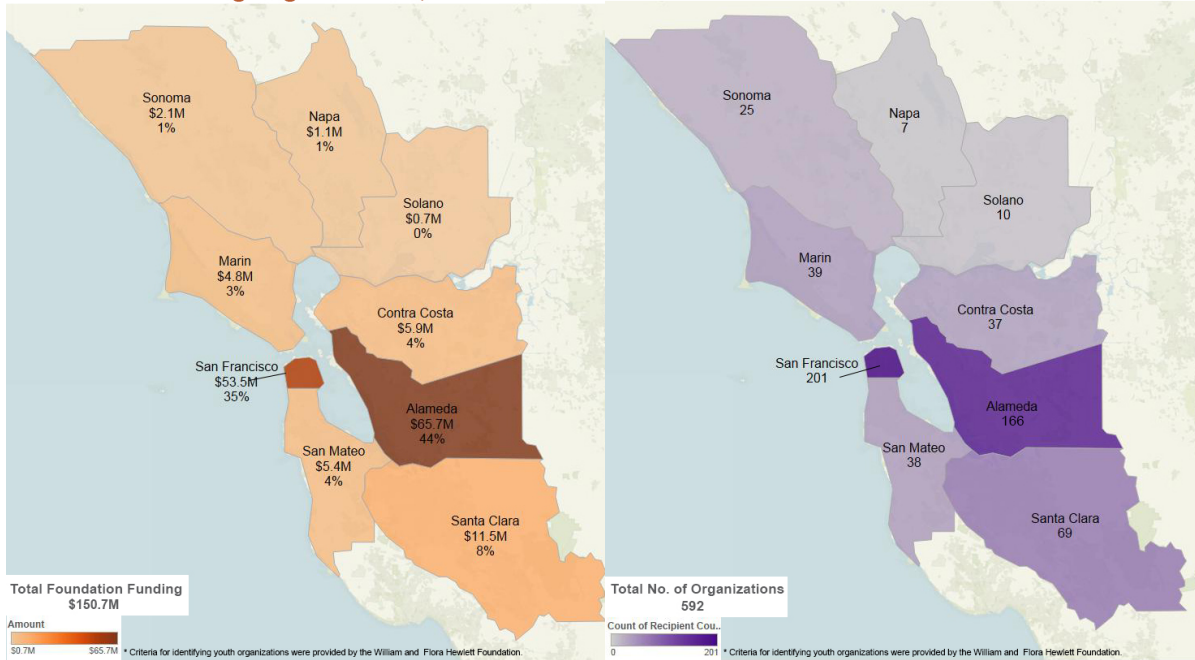 Sonoma
$2.1M
1%
Napa
$1.1M
1%
Solano
$0.7M
0%
Marin
$4.8M
3%
Contra Costa
$5.9M
4%
San Francisco
$53.5M
35%
Alameda
$65.7M
44%
San Mateo
$5.4M
4%
Santa Clara
$11.5M
8%
Total Foundation Funding
$150.7M
Amount
$0.7M $65.7M
* Criteria for identifying youth organizations were provided by the William and Flora Hewlett Foundation.
Sonoma
25
Napa
7
Solano
10
Marin
39
Contra Costa
37
San Francisco
201
Alameda
166
San Mateo
38
Santa Clara
69
Total No. of Organizations
592
Count of Recipient Cou..
0 201
* Criteria for identifying youth organizations were provided by the William and Flora Hewlett Foundation.